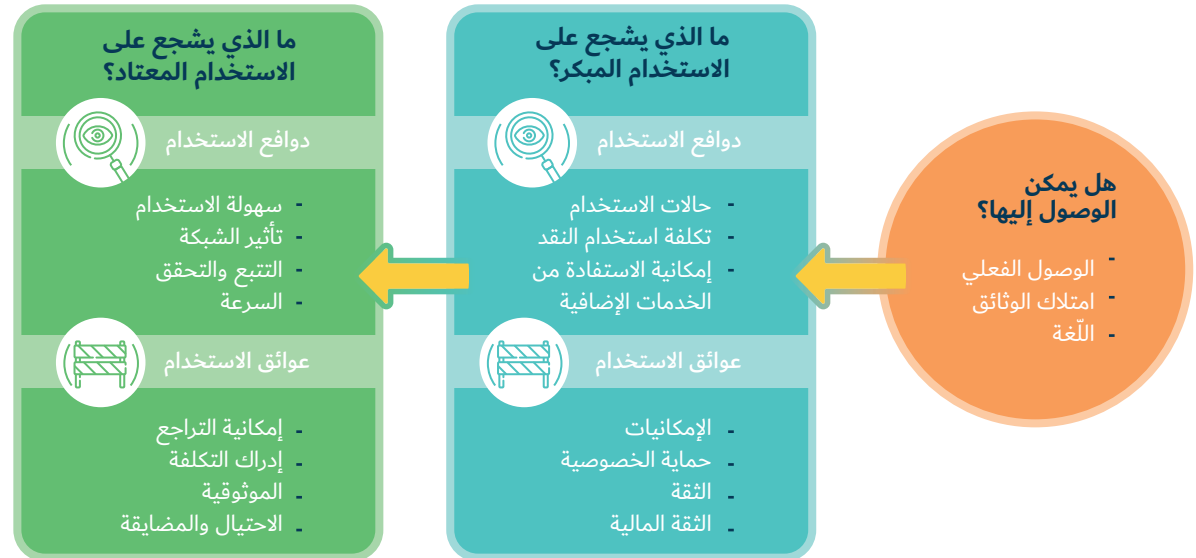 هل يمكن
الوصول إليها؟
- الوصول الفعلي
- امتلاك الوثائق
- اللّغة
ما الذي يشجع على
الاستخدام المبكر؟
دوافع الاستخدام
- حالات الاستخدام
- تكلفة استخدام النقد
- إمكانية الاستفادة من
الخدمات الإضافية
عوائق الاستخدام
- الإمكانيات
- حماية الخصوصية
- الثقة
- الثقة المالية
ما الذي يشجع على
الاستخدام المعتاد؟
دوافع الاستخدام
- سهولة الاستخدام
- تأثير الشبكة
- التتبع والتحقق
- السرعة
عوائق الاستخدام
- إمكانية التراجع
- إدراك التكلفة
- الموثوقية
- الاحتيال والمضايقة